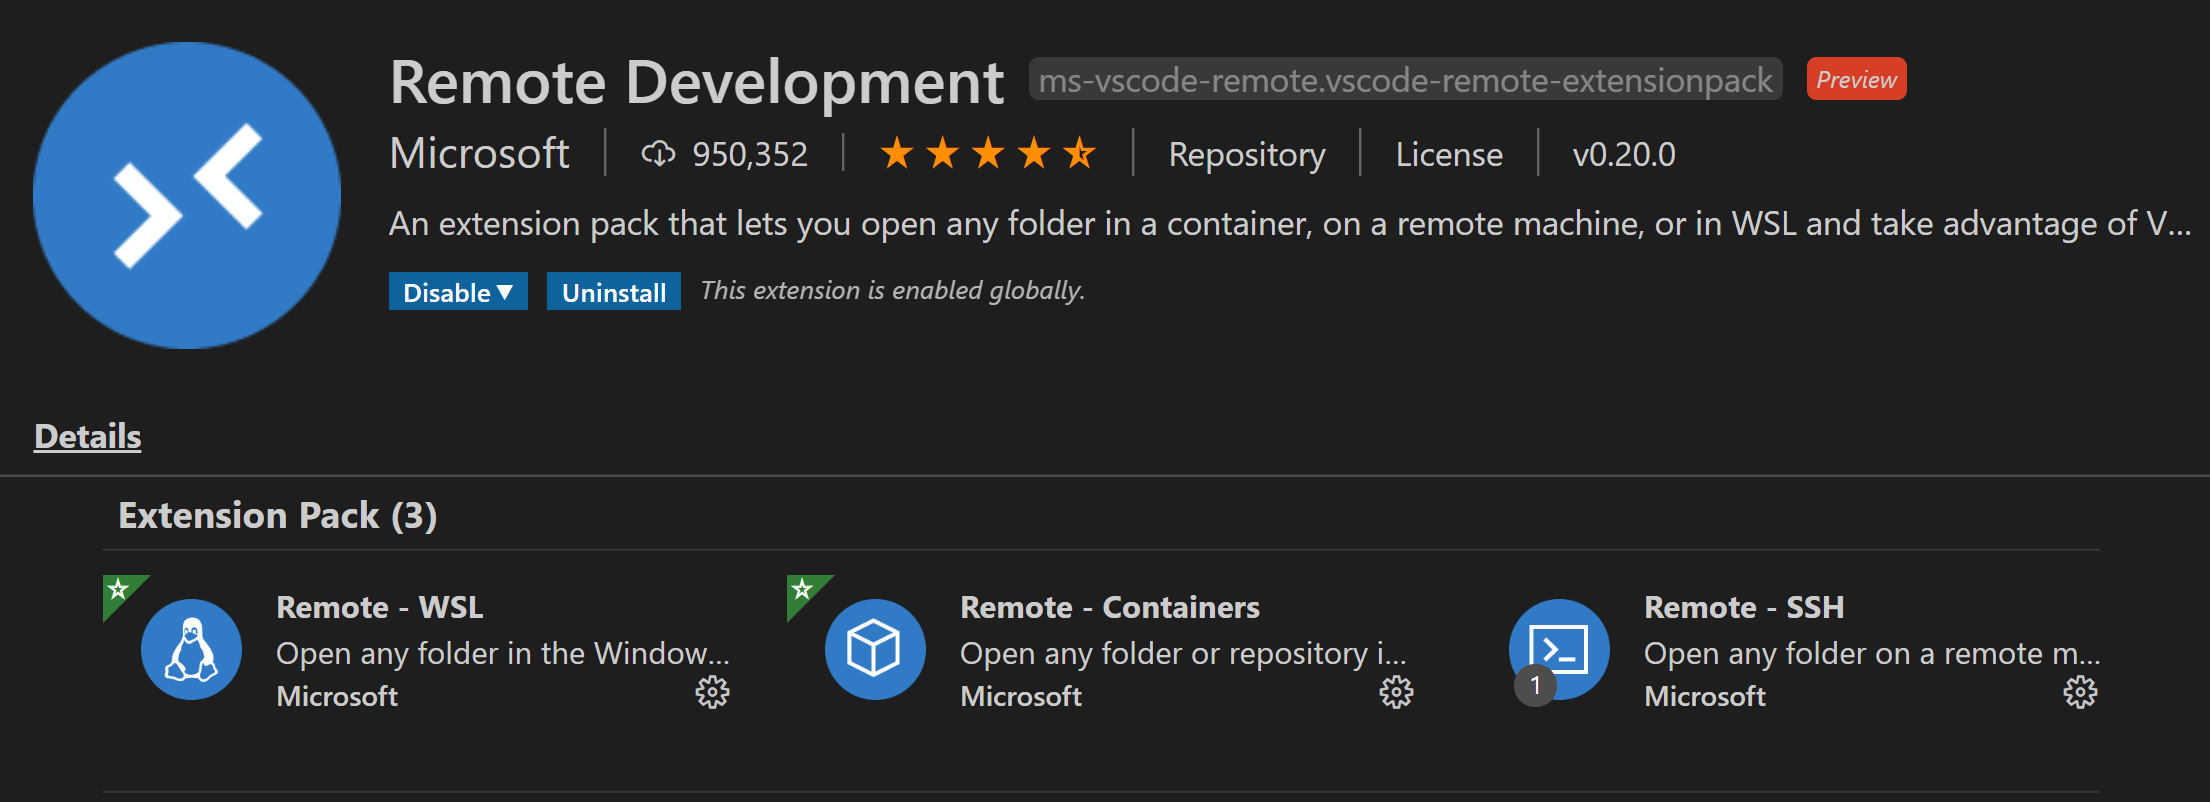 Remote Development ms-vscode-remote.vscode-remote-extensionpack Preview
Microsoft 950,352 Repository License v0.20.0
An extension pack that lets you open any folder in a container, on a remote machine, or in WSL and take advantage of V...
Disable Uninstall This extension is enabled globally.
Details
Extension Pack (3)
Remote - WSL
Open any folder in the Window...
Microsoft
Remote - Containers
Open any folder or repository i...
Microsoft
Remote - SSH
Open any folder on a remote m...
1
Microsoft